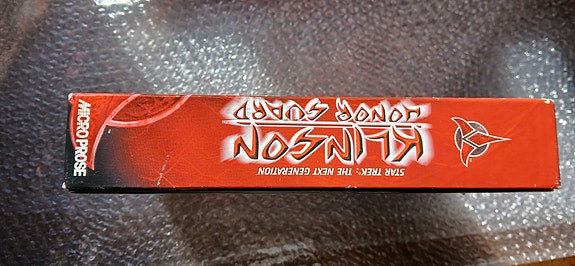 STAR TREK: THE NEXT GENERATION
KLINGON
HONOR GUARD
MICROPROSE